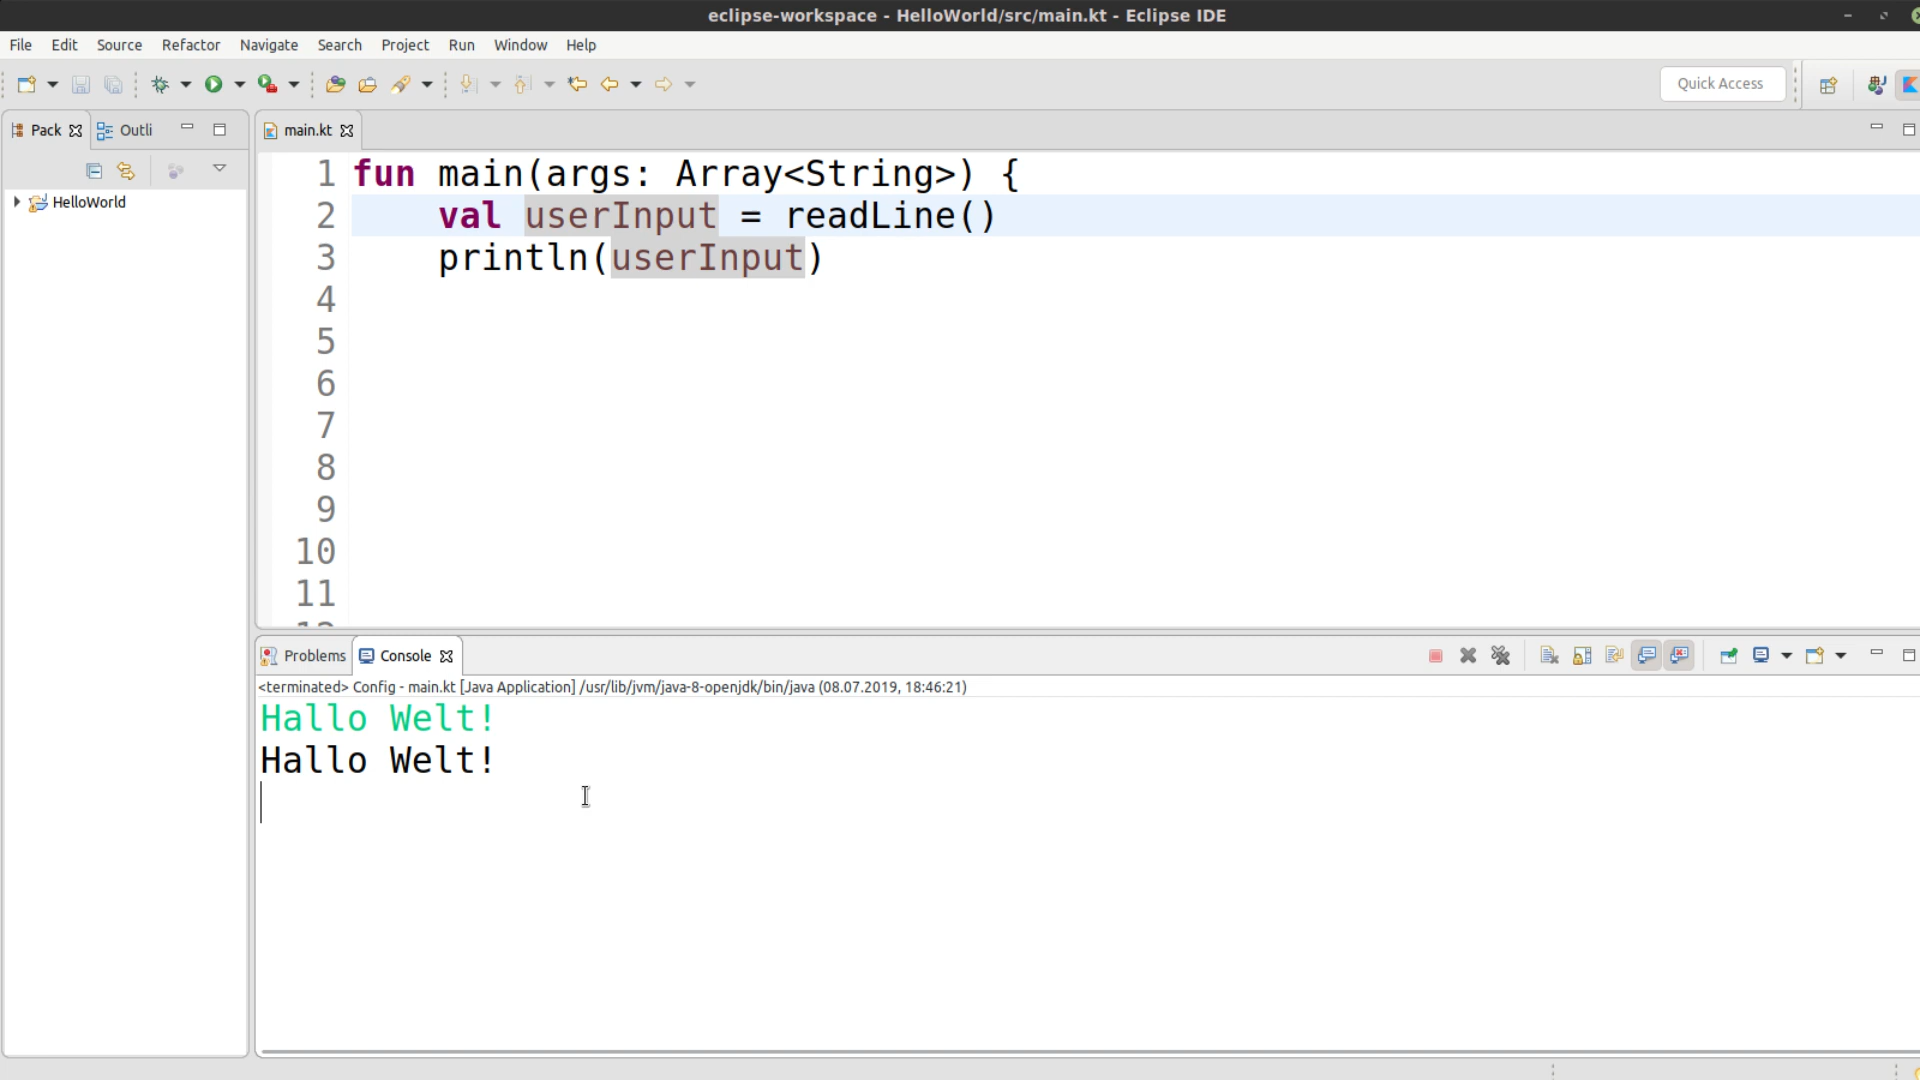 eclipse-workspace - HelloWorld/src/main.kt - Eclipse IDE
File Edit Source Refactor Navigate Search Project Run Window Help
Quick Access
Pack Outli
main.kt
HelloWorld
1 fun main(args: Array<String>) {
2 val userInput = readLine()
3 println(userInput)
4
5
6
7
8
9
10
11
Problems Console
<terminated> Config - main.kt [Java Application] /usr/lib/jvm/java-8-openjdk/bin/java (08.07.2019, 18:46:21)
Hallo Welt!
Hallo Welt!